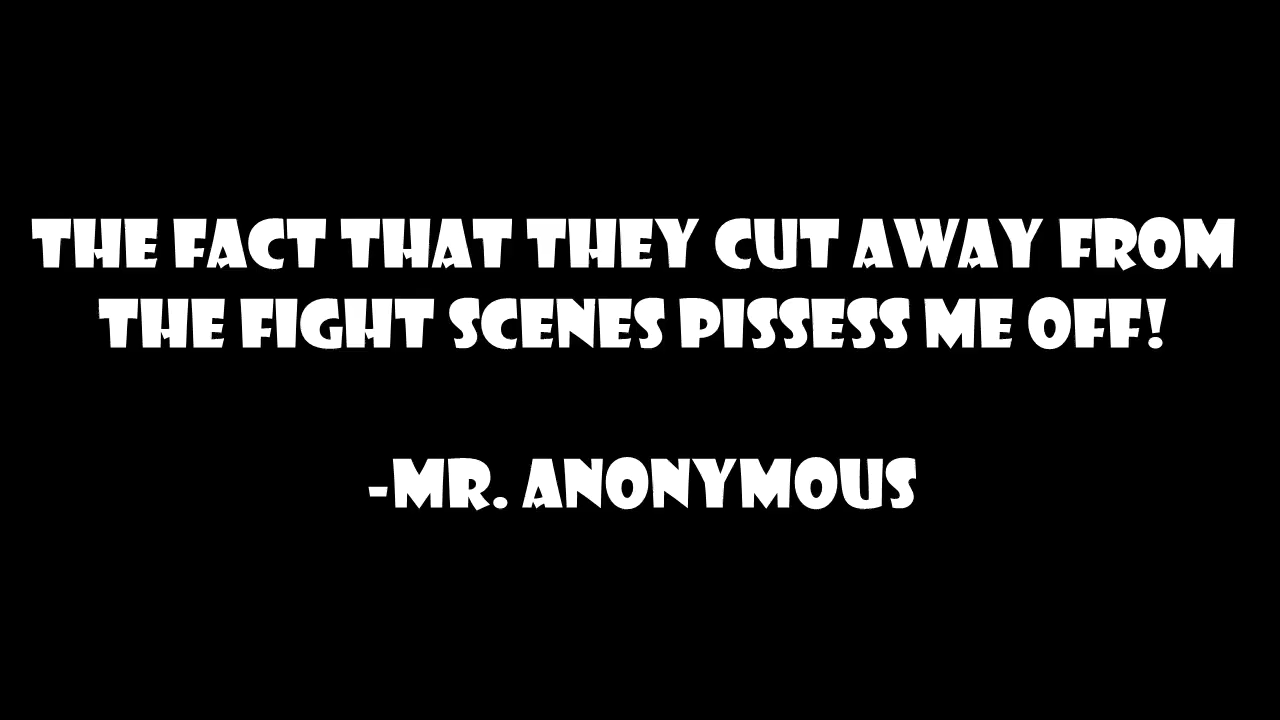 THE FACT THAT THEY CUT AWAY FROM
THE FIGHT SCENES PISSESS ME OFF!
-MR. ANONYMOUS